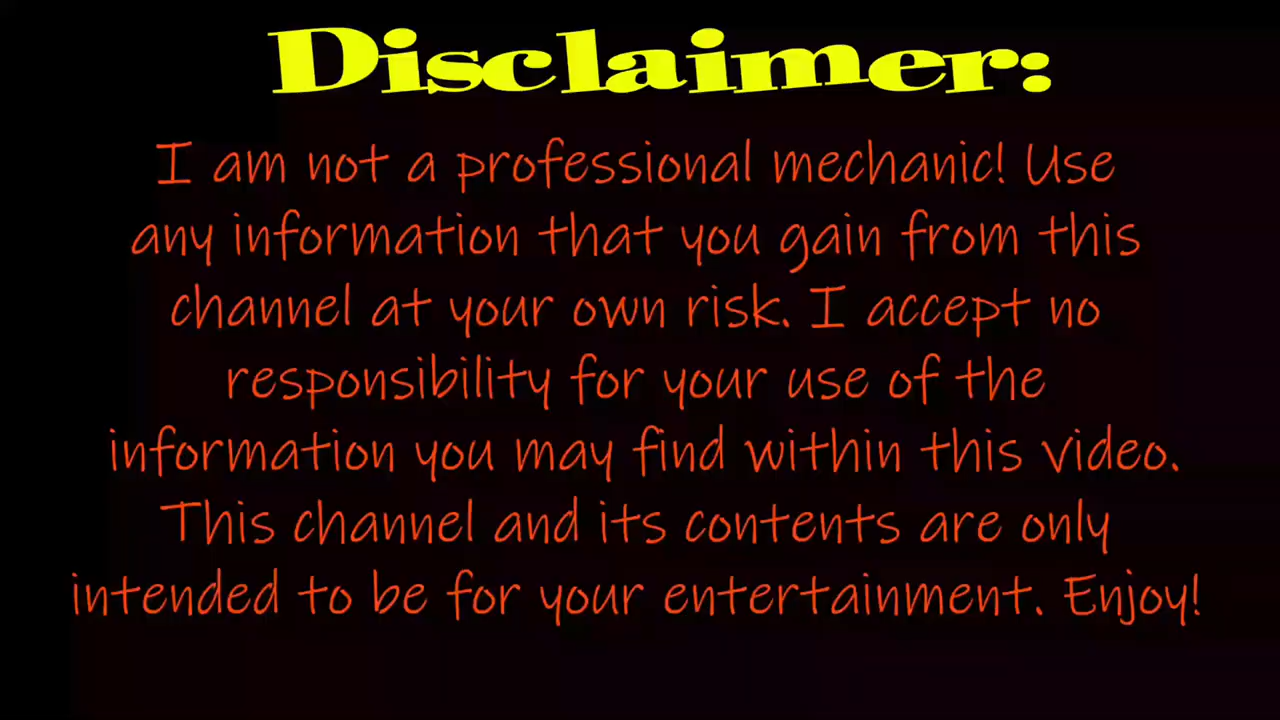 Disclaimer:
I am not a professional mechanic! Use
any information that you gain from this
channel at your own risk. I accept no
responsibility for your use of the
information you may find within this video.
This channel and its contents are only
intended to be for your entertainment. Enjoy!